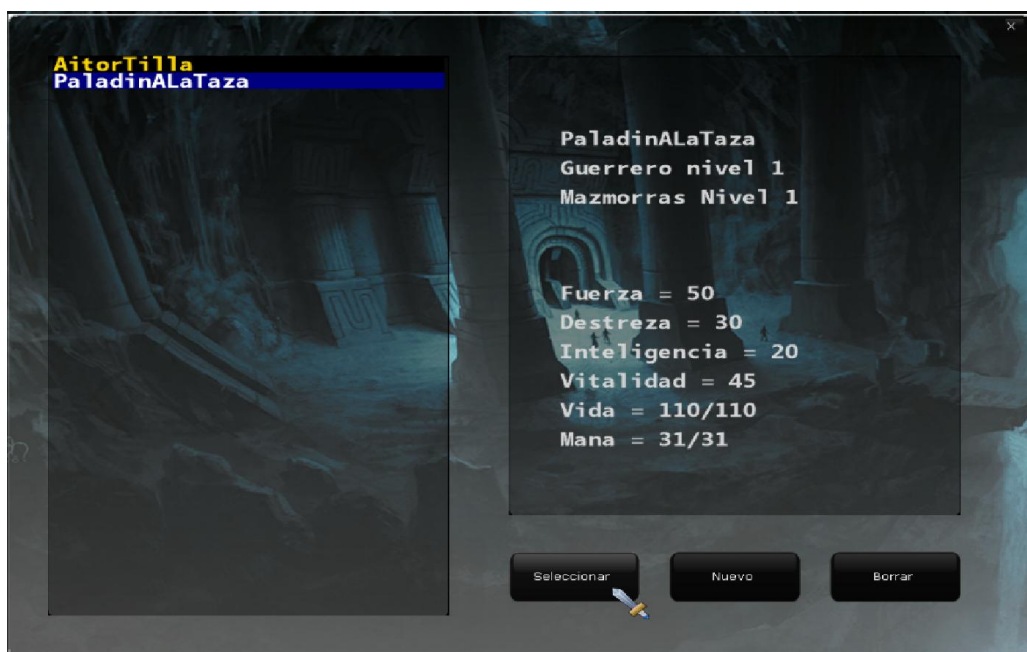 AitorTilla
PaladinALaTaza
PaladinALaTaza
Guerrero nivel 1
Mazmorras Nivel 1
Fuerza = 50
Destreza = 30
Inteligencia = 20
Vitalidad = 45
Vida = 110/110
Mana = 31/31
Seleccionar
Nuevo
Borrar